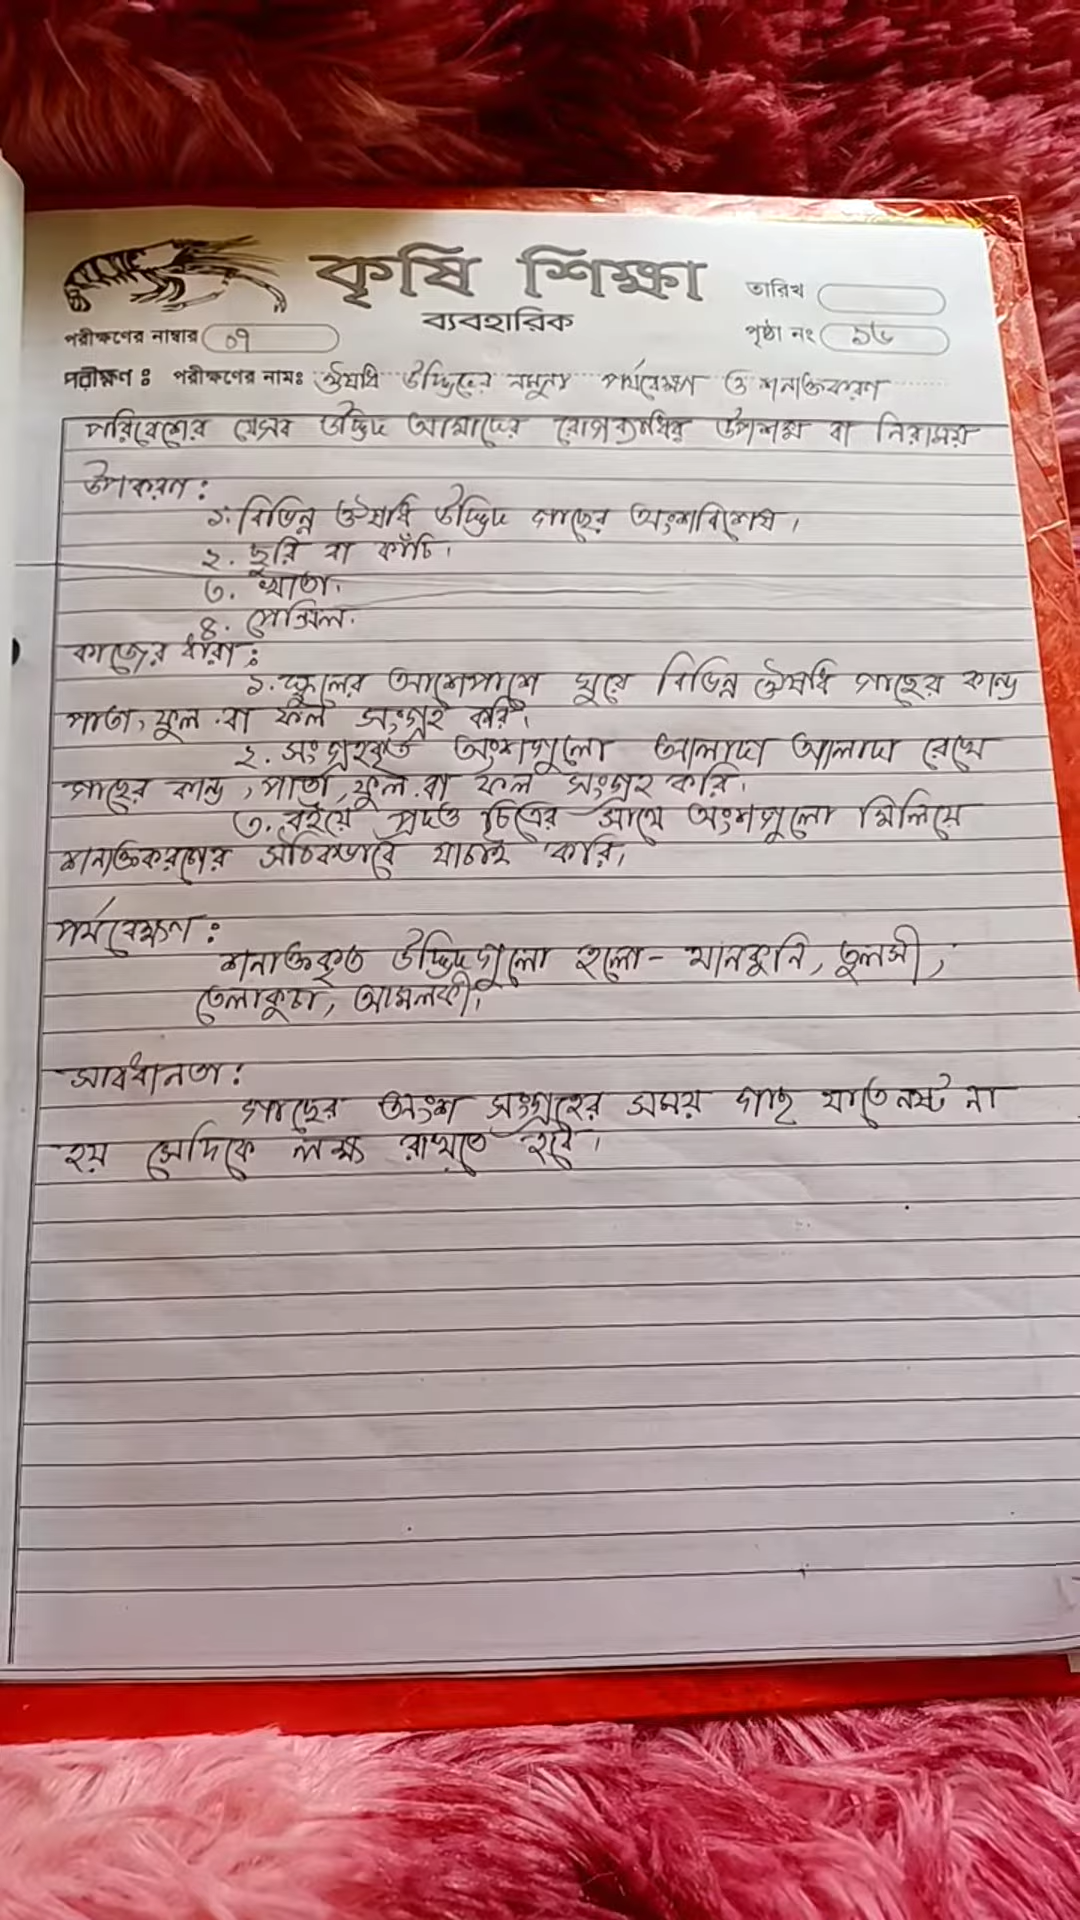 কৃষি শিক্ষা
ব্যবহারিক
তারিখ
পরীক্ষণের নাম্বার ০৭
পৃষ্ঠা নং ১৬
পরীক্ষণ : পরীক্ষণের নামঃ ঔষধি উদ্ভিদের নমুনা পর্যবেক্ষণ ও শনাক্তকরণ
পরিবেশের যেসব উদ্ভিদ আমাদের রোগব্যাধির উপশম বা নিরাময়
উপকরণ :
১. বিভিন্ন ঔষধি উদ্ভিদ গাছের অংশবিশেষ।
২. ছুরি বা কাঁচি।
৩. খাতা.
৪. পেন্সিল.
কাজের ধারা :
১. স্কুলের আশেপাশে ঘুরে বিভিন্ন ঔষধি গাছের কান্ড
পাতা, ফুল বা ফল সংগ্রহ করি।
২. সংগ্রহকৃত অংশগুলো আলাদা আলাদা রেখে
গাছের কান্ড, পাতা, ফুল বা ফল সংগ্রহ করি.
৩. বইয়ে প্রদত্ত চিত্রের সাথে অংশগুলো মিলিয়ে
শনাক্তকরণের সঠিকভাবে যাচাই করি,
পর্যবেক্ষণ :
শনাক্তকৃত উদ্ভিদগুলো হলো- থানকুনি, তুলসী,
তেলাকুচা, আমলকী,
সাবধানতা :
গাছের অংশ সংগ্রহের সময় গাছ যাতে নষ্ট না
হয় সেদিকে লক্ষ রাখতে হবে।